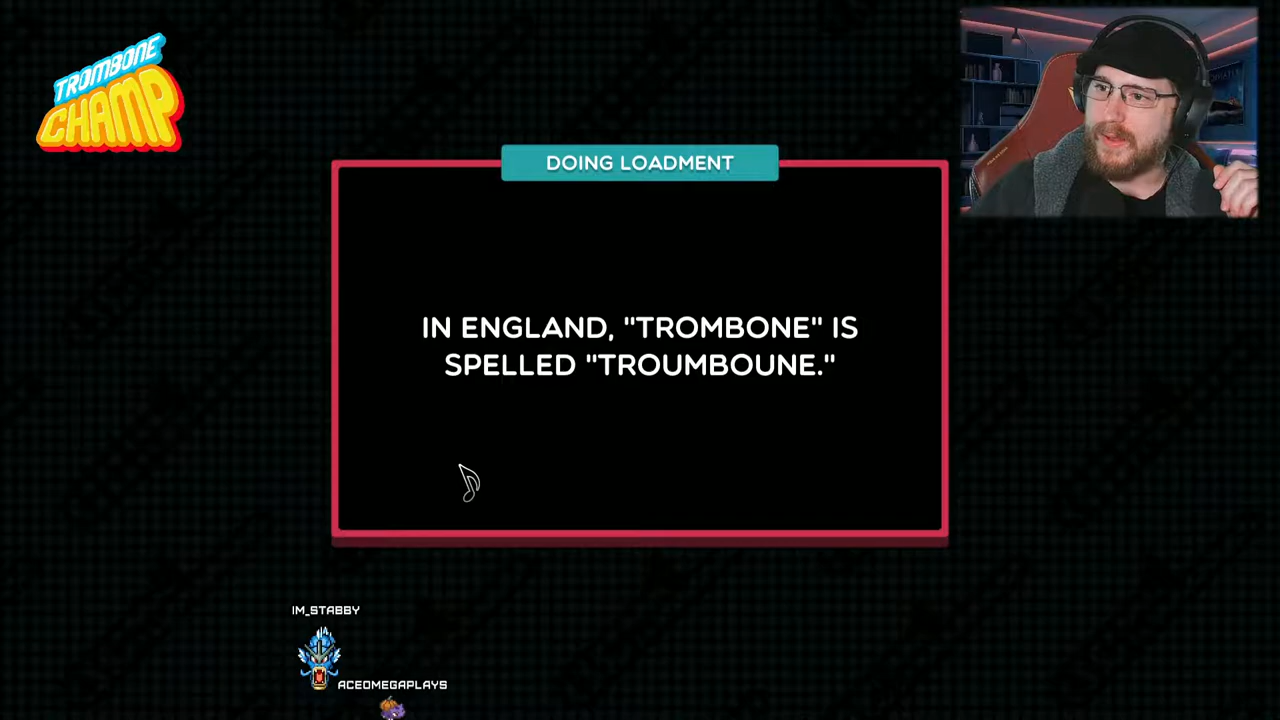 TROMBONE
CHAMP
DOING LOADMENT
IN ENGLAND, "TROMBONE" IS
SPELLED "TROUMBOUNE."
IM_STABBY
ACEOMEGAPLAYS